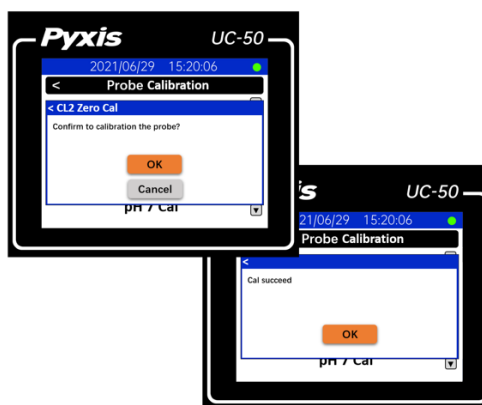 Pyxis UC-50
2021/06/29 15:20:06
< Probe Calibration
< CL2 Zero Cal
Confirm to calibration the probe?
OK
Cancel
pH 7 Cal
s UC-50
21/06/29 15:20:06
Probe Calibration
<
Cal succeed
OK
pH 7 Cal